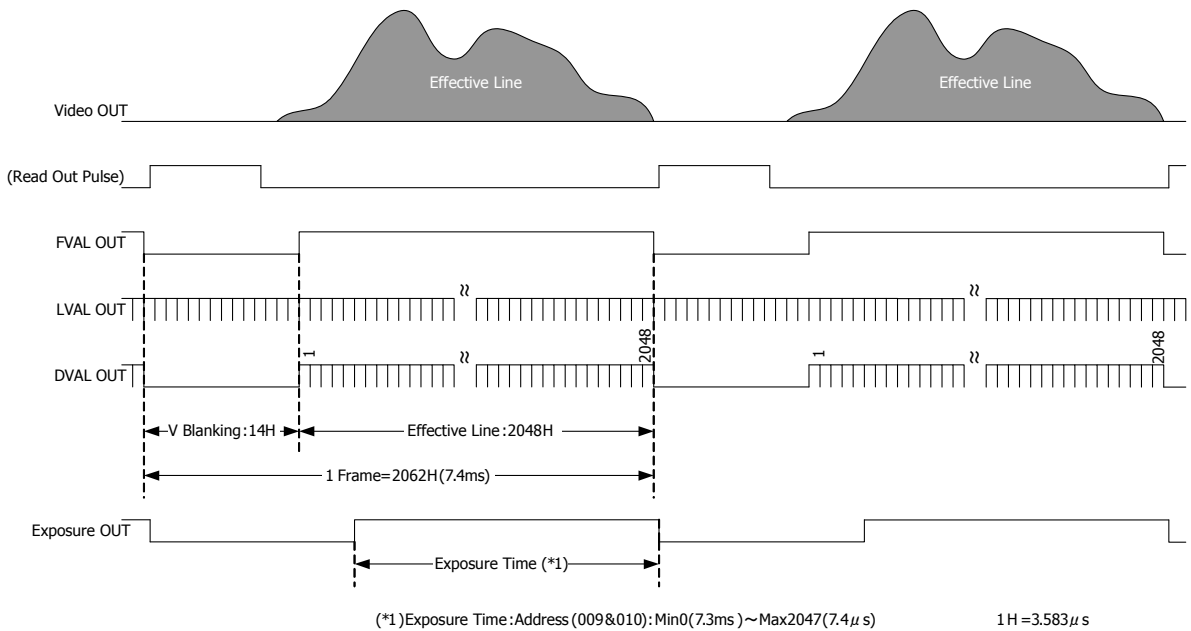 Effective Line
Effective Line
Video OUT
(Read Out Pulse)
FVAL OUT
LVAL OUT
≈
≈
1
2048
1
2048
DVAL OUT
≈
≈
V Blanking:14H
Effective Line:2048H
1 Frame=2062H(7.4ms)
Exposure OUT
Exposure Time (*1)
(*1)Exposure Time:Address(009&010):Min0(7.3ms)~Max2047(7.4μs) 1H=3.583μs